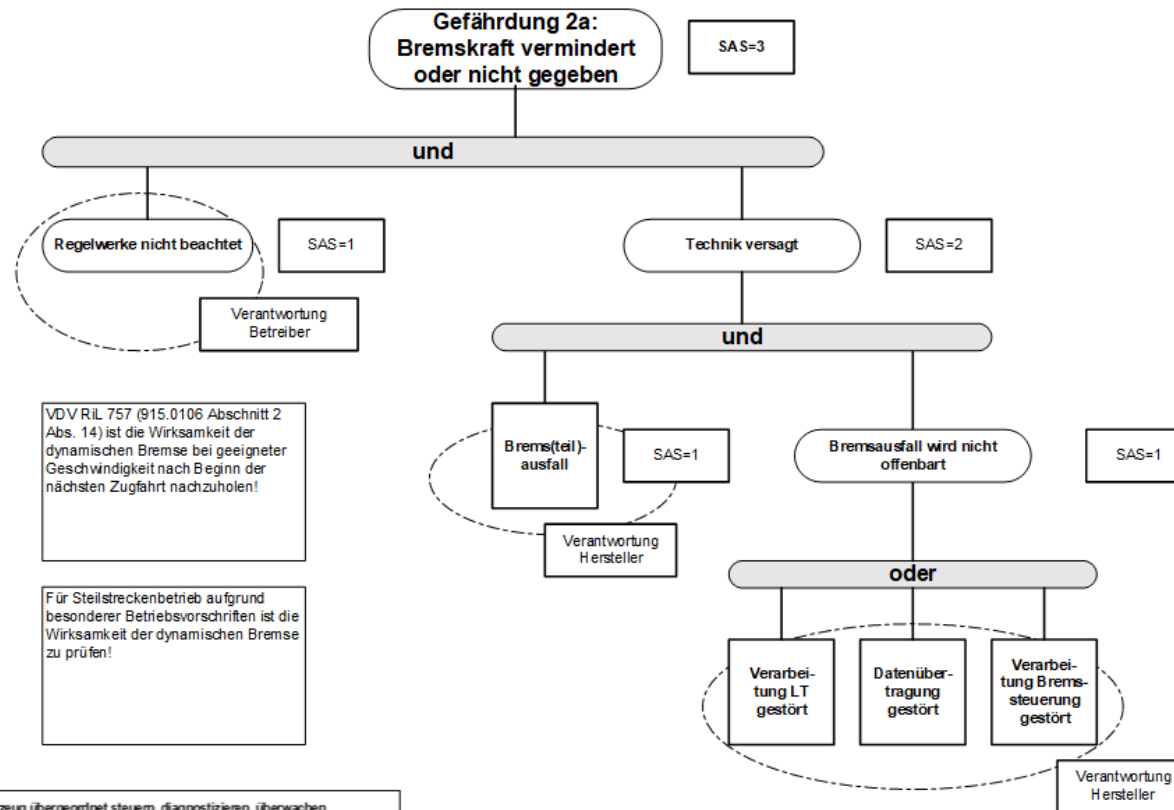 Gefährdung 2a:
Bremskraft vermindert
oder nicht gegeben
SAS=3
und
Regelwerke nicht beachtet
SAS=1
Technik versagt
SAS=2
Verantwortung
Betreiber
und
VDV RiL 757 (915.0106 Abschnitt 2
Abs. 14) ist die Wirksamkeit der
dynamischen Bremse bei geeigneter
Geschwindigkeit nach Beginn der
nächsten Zugfahrt nachzuholen!
Brems(teil)-
ausfall
SAS=1
Bremsausfall wird nicht
offenbart
SAS=1
Verantwortung
Hersteller
oder
Für Steilstreckenbetrieb aufgrund
besonderer Betriebsvorschriften ist die
Wirksamkeit der dynamischen Bremse
zu prüfen!
Verarbei-
tung LT
gestört
Datenüber-
tragung
gestört
Verarbei-
tung Brems-
steuerung
gestört
Verantwortung
Hersteller
übergeordnet steuern, diagnostizieren, überwachen